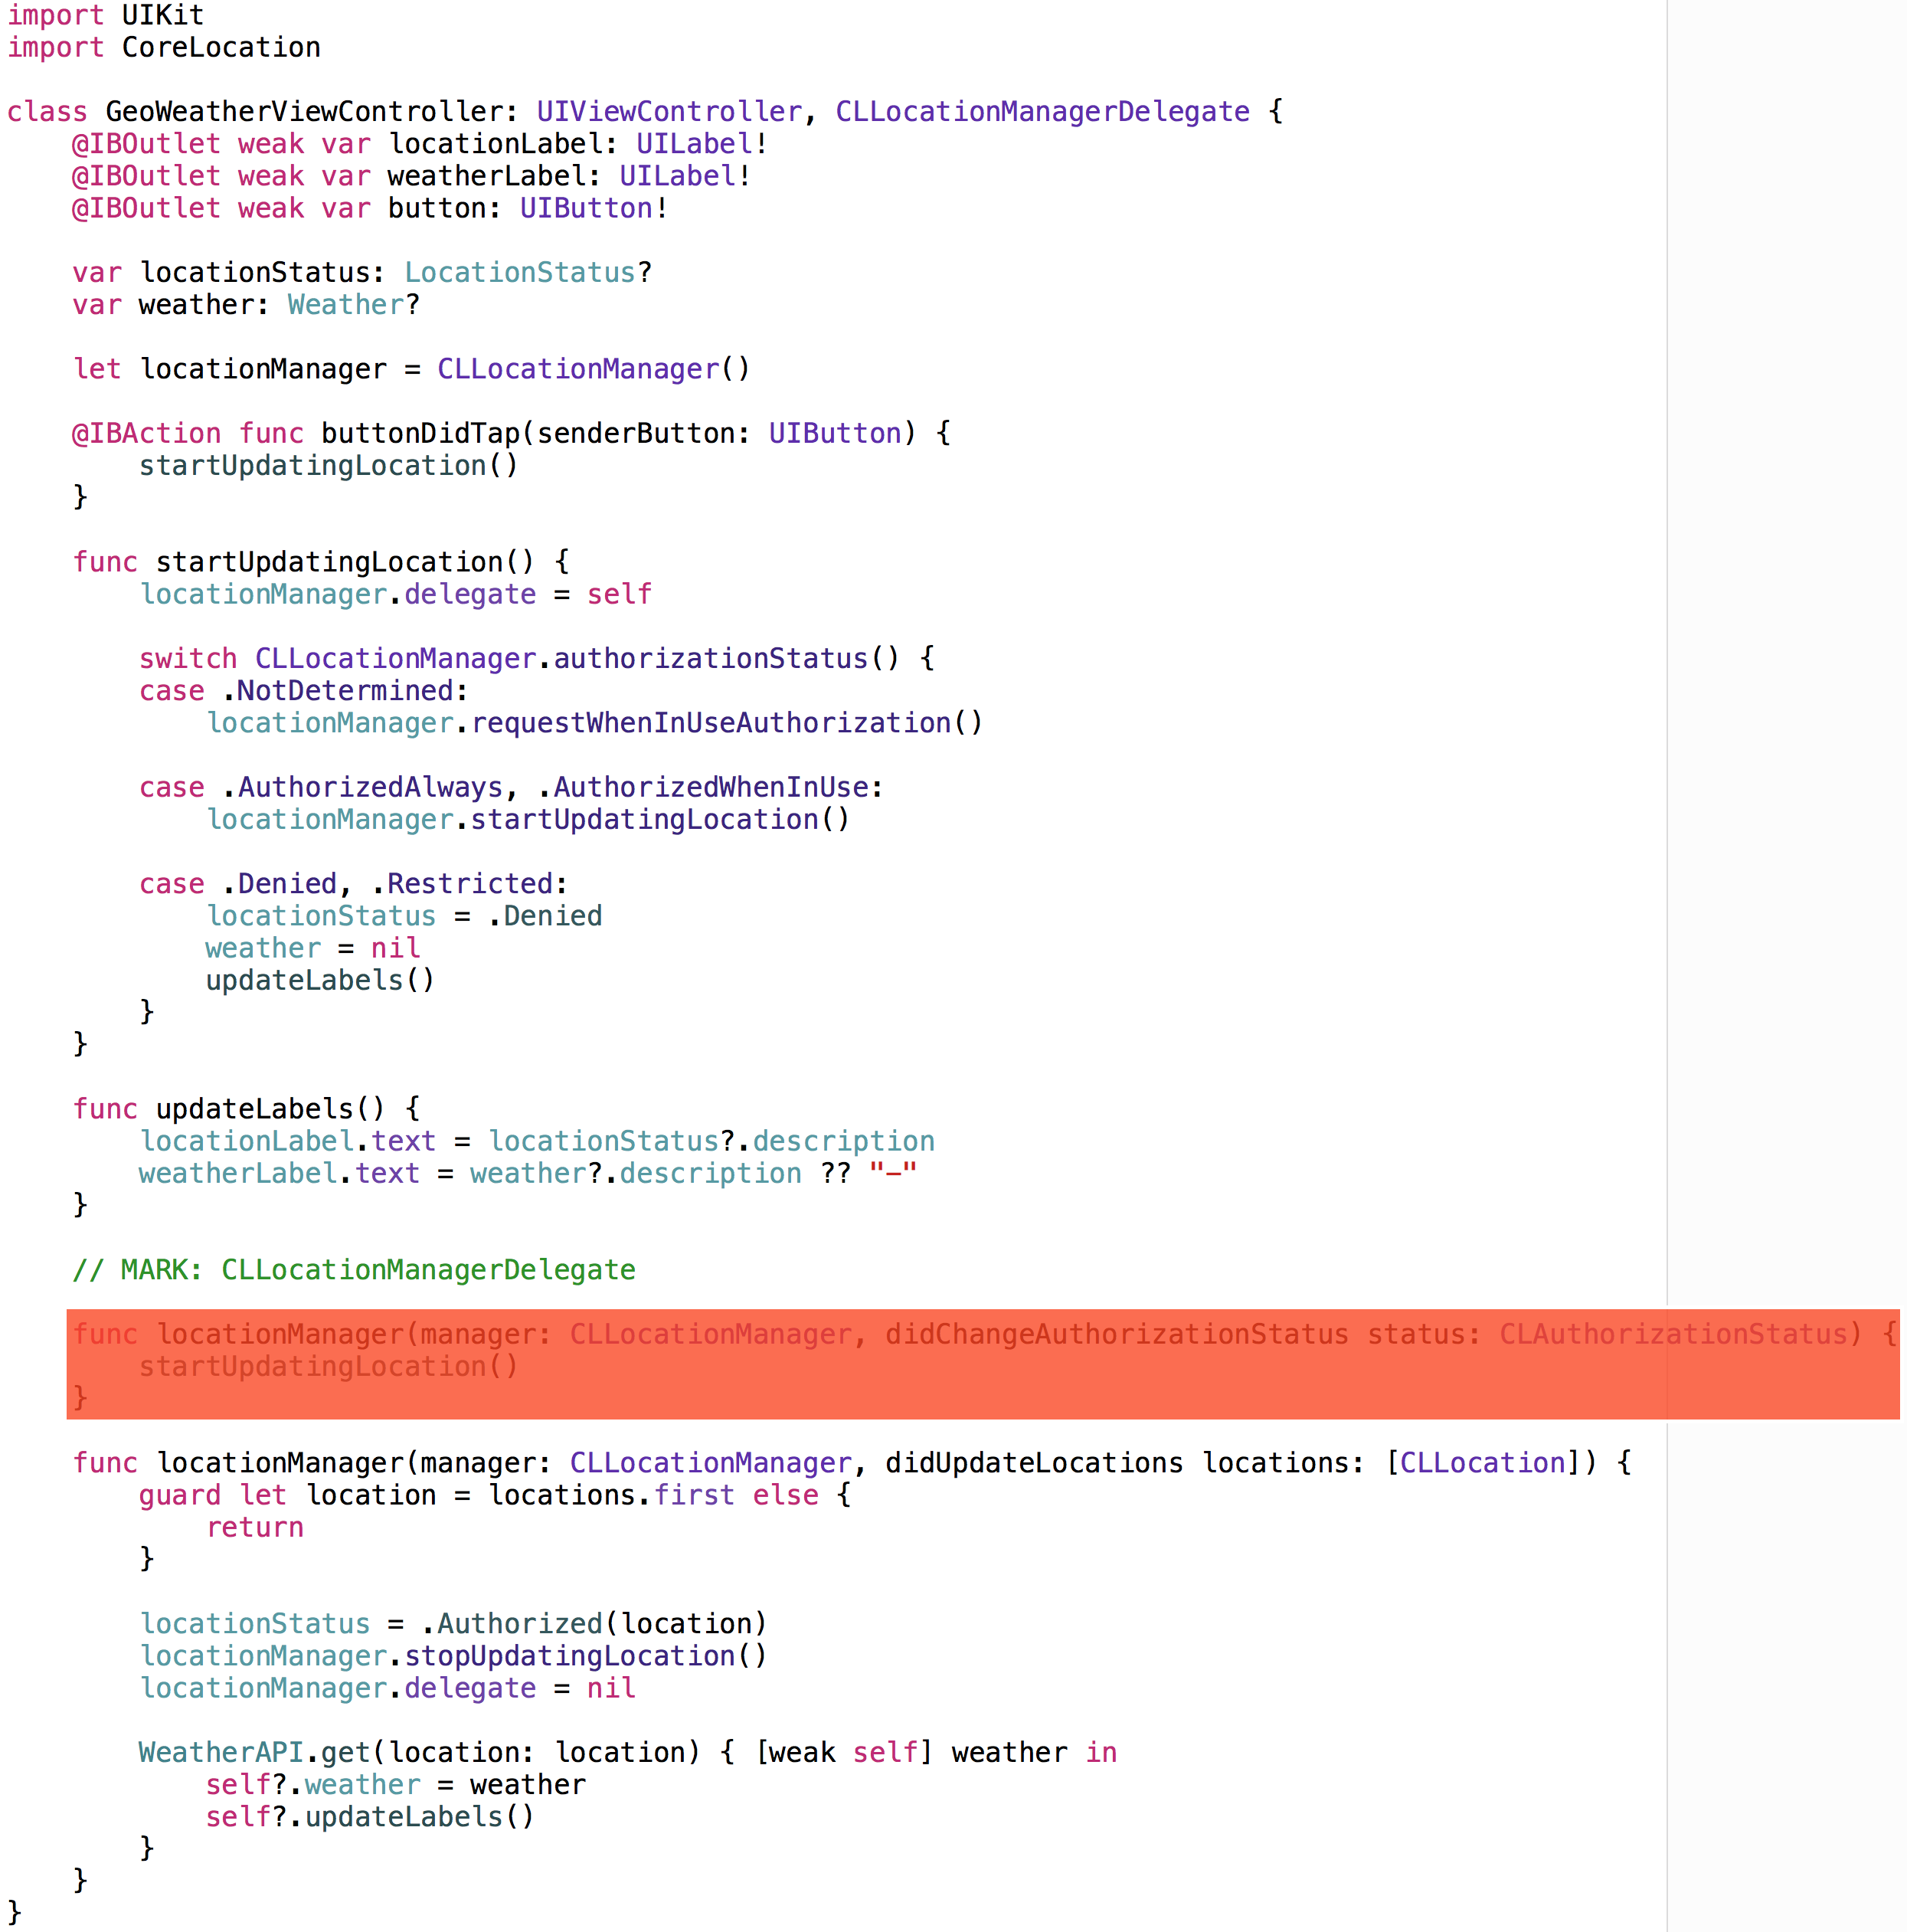 import UIKit
import CoreLocation

class GeoWeatherViewController: UIViewController, CLLocationManagerDelegate {
    @IBOutlet weak var locationLabel: UILabel!
    @IBOutlet weak var weatherLabel: UILabel!
    @IBOutlet weak var button: UIButton!

    var locationStatus: LocationStatus?
    var weather: Weather?

    let locationManager = CLLocationManager()

    @IBAction func buttonDidTap(senderButton: UIButton) {
        startUpdatingLocation()
    }

    func startUpdatingLocation() {
        locationManager.delegate = self

        switch CLLocationManager.authorizationStatus() {
        case .NotDetermined:
            locationManager.requestWhenInUseAuthorization()

        case .AuthorizedAlways, .AuthorizedWhenInUse:
            locationManager.startUpdatingLocation()

        case .Denied, .Restricted:
            locationStatus = .Denied
            weather = nil
            updateLabels()
        }
    }

    func updateLabels() {
        locationLabel.text = locationStatus?.description
        weatherLabel.text = weather?.description ?? "—"
    }

    // MARK: CLLocationManagerDelegate

    func locationManager(manager: CLLocationManager, didChangeAuthorizationStatus status: CLAuthorizationStatus) {
        startUpdatingLocation()
    }

    func locationManager(manager: CLLocationManager, didUpdateLocations locations: [CLLocation]) {
        guard let location = locations.first else {
            return
        }

        locationStatus = .Authorized(location)
        locationManager.stopUpdatingLocation()
        locationManager.delegate = nil

        WeatherAPI.get(location: location) { [weak self] weather in
            self?.weather = weather
            self?.updateLabels()
        }
    }
}